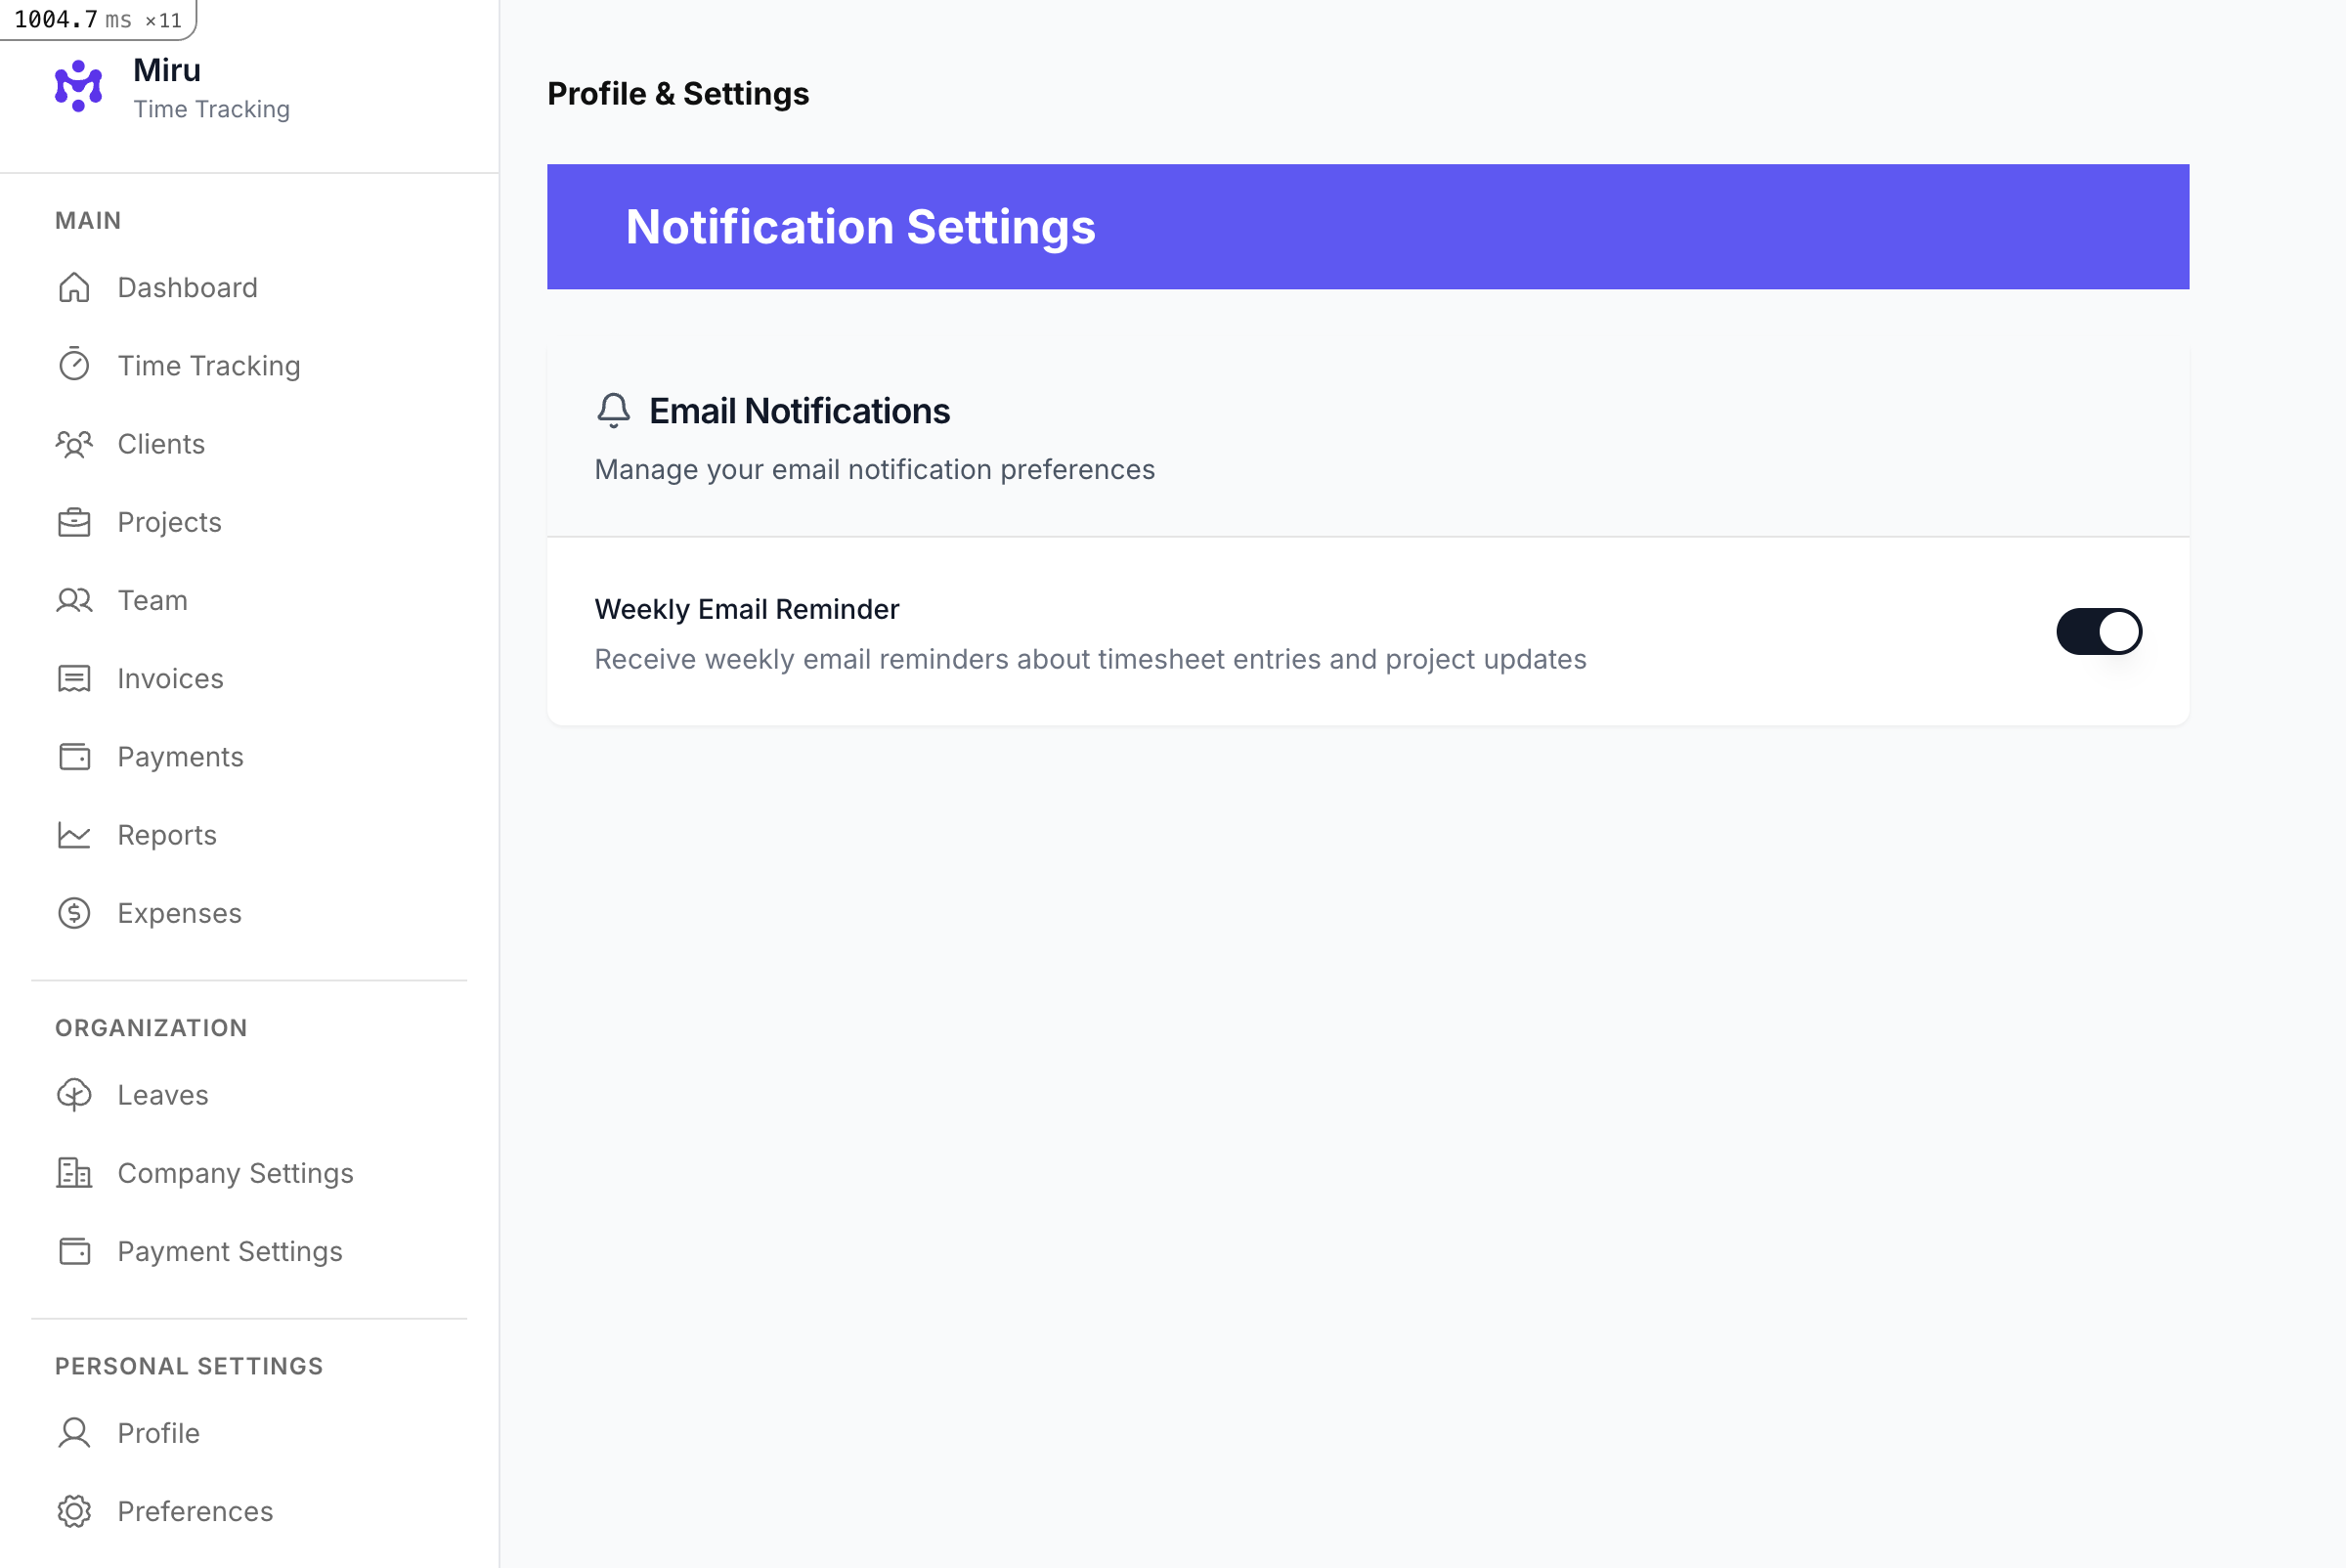 1004.7 ms ×11
Miru
Time Tracking
MAIN
Dashboard
Time Tracking
Clients
Projects
Team
Invoices
Payments
Reports
Expenses
ORGANIZATION
Leaves
Company Settings
Payment Settings
PERSONAL SETTINGS
Profile
Preferences
Profile & Settings
Notification Settings
Email Notifications
Manage your email notification preferences
Weekly Email Reminder
Receive weekly email reminders about timesheet entries and project updates